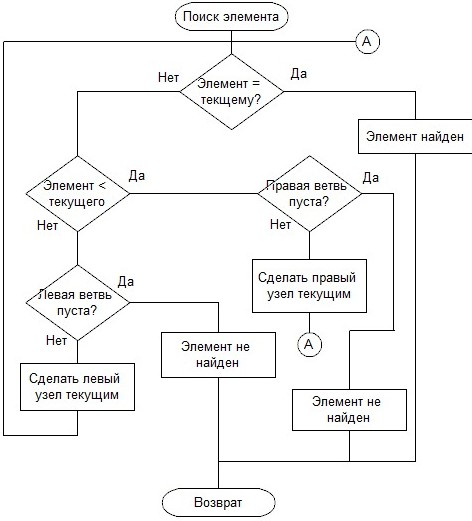 Поиск элемента
А
Нет
Да
Элемент =
текщему?
Элемент найден
Элемент <
текущего
Да
Нет
Правая ветвь
пуста?
Да
Нет
Левая ветвь
пуста?
Да
Нет
Сделать правый
узел текущим
А
Элемент не
найден
Сделать левый
узел текущим
Элемент не
найден
Возврат